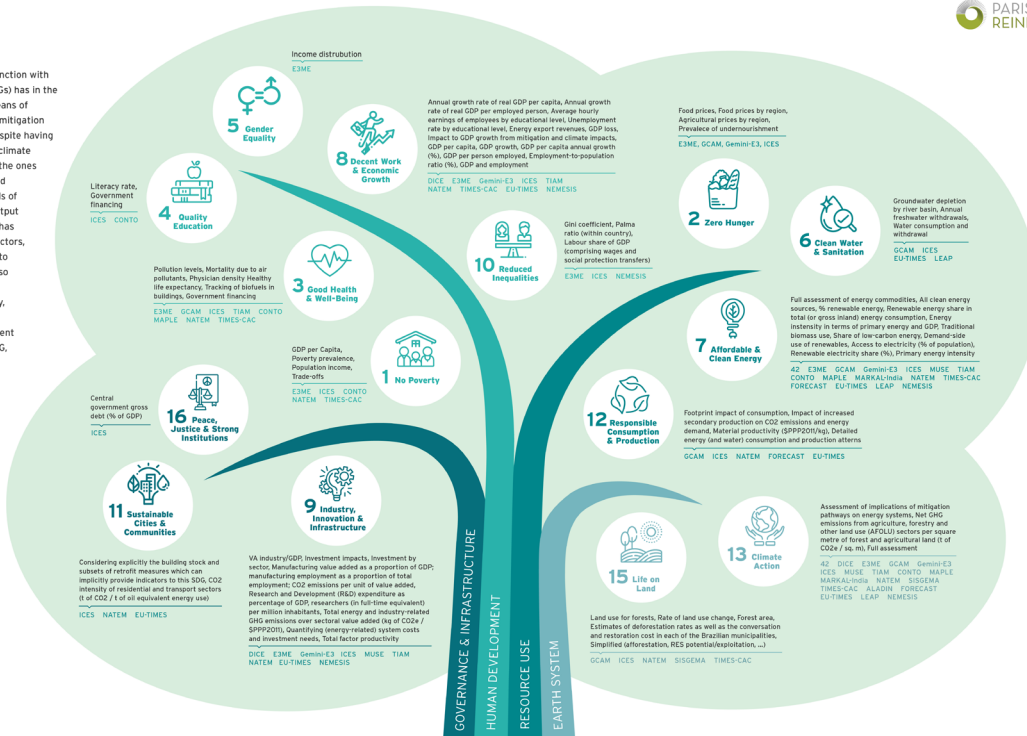 PARIS
REIN
nction with
Gs) has in the
eans of
mitigation
spite having
climate
the ones
d
ls of
tput
has
ctors,
to
so
y,
ent
G,
Income distrubution
E3ME
5 Gender
Equality
8 Decent Work
& Economic
Growth
Annual growth rate of real GDP per capita, Annual growth
rate of real GDP per employed person, Average hourly
earnings of employees by educational level, Unemployment
rate by educational level, Energy export revenues, GDP loss,
Impact to GDP growth from mitigation and climate impacts,
GDP per capita, GDP growth, GDP per capita annual growth
(%), GDP per person employed, Employment-to-population
ratio (%), GDP and employment
DICE E3ME Gemini-E3 ICES TIAM
NATEM TIMES-CAC EU-TIMES NEMESIS
Food prices, Food prices by region,
Agricultural prices by region,
Prevalece of undernourishment
E3ME, GCAM, Gemini-E3, ICES
2 Zero Hunger
Literacy rate,
Government
financing
ICES CONTO
4 Quality
Education
Groundwater depletion
by river basin, Annual
freshwater withdrawals,
Water consumption and
withdrawal
GCAM ICES
EU-TIMES LEAP
6 Clean Water
& Sanitation
Gini coefficient, Palma
ratio (within country),
Labour share of GDP
(comprising wages and
social protection transfers)
E3ME ICES NEMESIS
10 Reduced
Inequalities
Pollution levels, Mortality due to air
pollutants, Physician density Healthy
life expectancy, Tracking of biofuels in
buildings, Government financing
E3ME GCAM ICES TIAM CONTO
MAPLE NATEM TIMES-CAC
3 Good Health
& Well-Being
7 Affordable &
Clean Energy
Full assessment of energy commodities, All clean energy
sources, % renewable energy, Renewable energy share in
total (or gross inland) energy consumption, Energy
instensity in terms of primary energy and GDP, Traditional
biomass use, Share of low-carbon energy, Demand-side
use of renewables, Access to electricity (% of population),
Renewable electricity share (%), Primary energy intensity
42 E3ME GCAM Gemini-E3 ICES MUSE TIAM
CONTO MAPLE MARKAL-India NATEM TIMES-CAC
FORECAST EU-TIMES LEAP NEMESIS
GDP per Capita,
Poverty prevalence,
Population income,
Trade-offs
E3ME ICES CONTO
NATEM TIMES-CAC
1 No Poverty
Central
government gross
debt (% of GDP)
ICES
16 Peace,
Justice & Strong
Institutions
12 Responsible
Consumption
& Production
Footprint impact of consumption, Impact of increased
secondary production on CO2 emissions and energy
demand, Material productivity ($PPP2011/kg), Detailed
energy (and water) consumption and production atterns
GCAM ICES NATEM FORECAST EU-TIMES
11 Sustainable
Cities &
Communities
9 Industry,
Innovation &
Infrastructure
Considering explicitly the building stock and
subsets of retrofit measures which can
implicitly provide indicators to this SDG, CO2
intensity of residential and transport sectors
(t of CO2 / t of oil equivalent energy use)
ICES NATEM EU-TIMES
VA industry/GDP, Investment impacts, Investment by
sector, Manufacturing value added as a proportion of GDP;
manufacturing employment as a proportion of total
employment; CO2 emissions per unit of value added,
Research and Development (R&D) expenditure as
percentage of GDP, researchers (in full-time equivalent)
per million inhabitants, Total energy and industry-related
GHG emissions over sectoral value added (kg of CO2e /
$PPP2011), Quantifying (energy-related) system costs
and investment needs, Total factor productivity
DICE E3ME Gemini-E3 ICES MUSE TIAM
NATEM EU-TIMES NEMESIS
13 Climate
Action
Assessment of implications of mitigation
pathways on energy systems, Net GHG
emissions from agriculture, forestry and
other land use (AFOLU) sectors per square
metre of forest and agricultural land (t of
CO2e / sq. m), Full assessment
42 DICE E3ME GCAM Gemini-E3
ICES MUSE TIAM CONTO MAPLE
MARKAL-India NATEM SISGEMA
TIMES-CAC ALADIN FORECAST
EU-TIMES LEAP NEMESIS
15 Life on
Land
Land use for forests, Rate of land use change, Forest area,
Estimates of deforestation rates as well as the conversation
and restoration cost in each of the Brazilian municipalities,
Simplified (afforestation, RES potential/exploitation, ...)
GCAM ICES NATEM SISGEMA TIMES-CAC
GOVERNANCE & INFRASTRUCTURE
HUMAN DEVELOPMENT
RESOURCE USE
EARTH SYSTEM